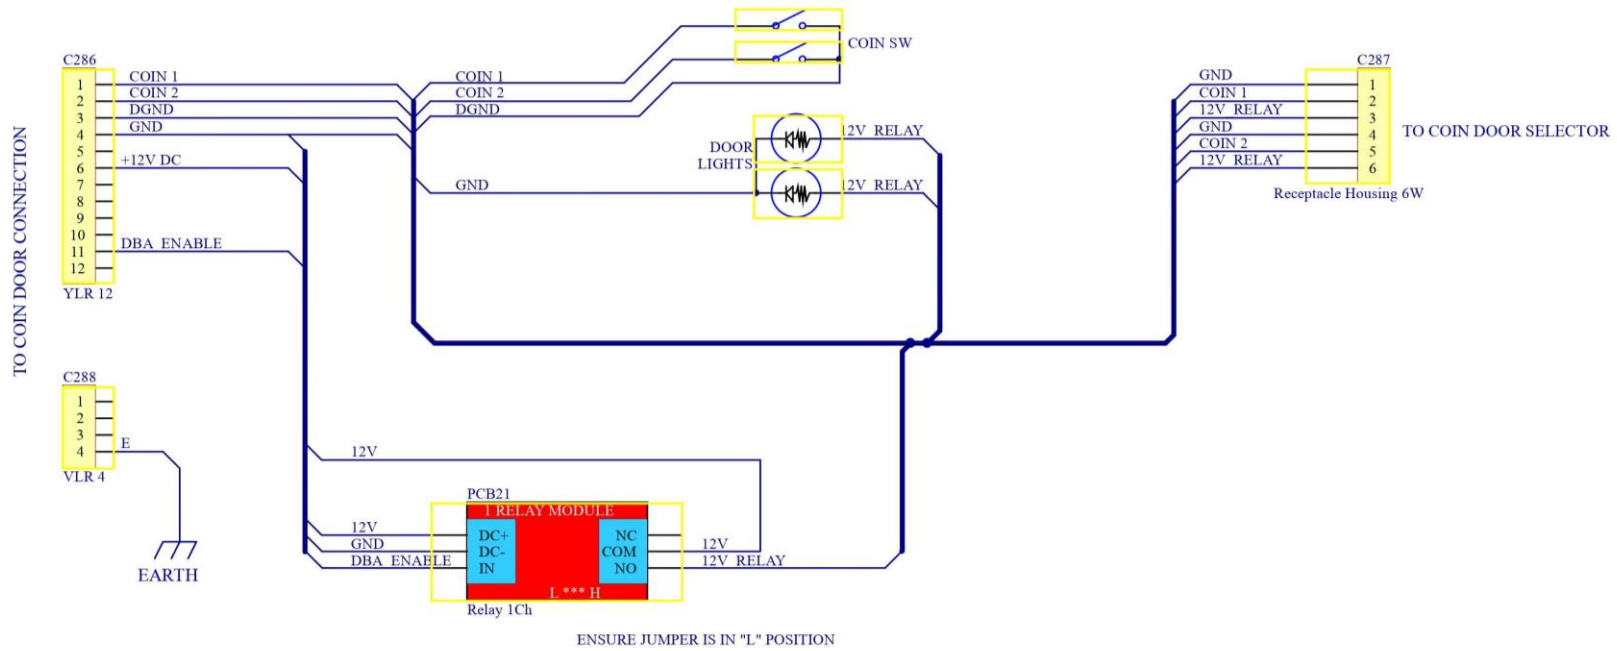 TO COIN DOOR CONNECTION
C286
1
2
3
4
5
6
7
8
9
10
11
12
YLR 12
COIN 1
COIN 2
DGND
GND
+12V DC
DBA ENABLE
COIN 1
COIN 2
DGND
GND
COIN SW
DOOR
LIGHTS
12V RELAY
12V RELAY
C287
GND
COIN 1
12V RELAY
GND
COIN 2
12V RELAY
1
2
3
4
5
6
Receptacle Housing 6W
TO COIN DOOR SELECTOR
C288
1
2
3
4
VLR 4
E
EARTH
12V
12V
GND
DBA ENABLE
PCB21
1 RELAY MODULE
DC+
DC-
IN
NC
COM
NO
L *** H
Relay 1Ch
12V
12V RELAY
ENSURE JUMPER IS IN "L" POSITION